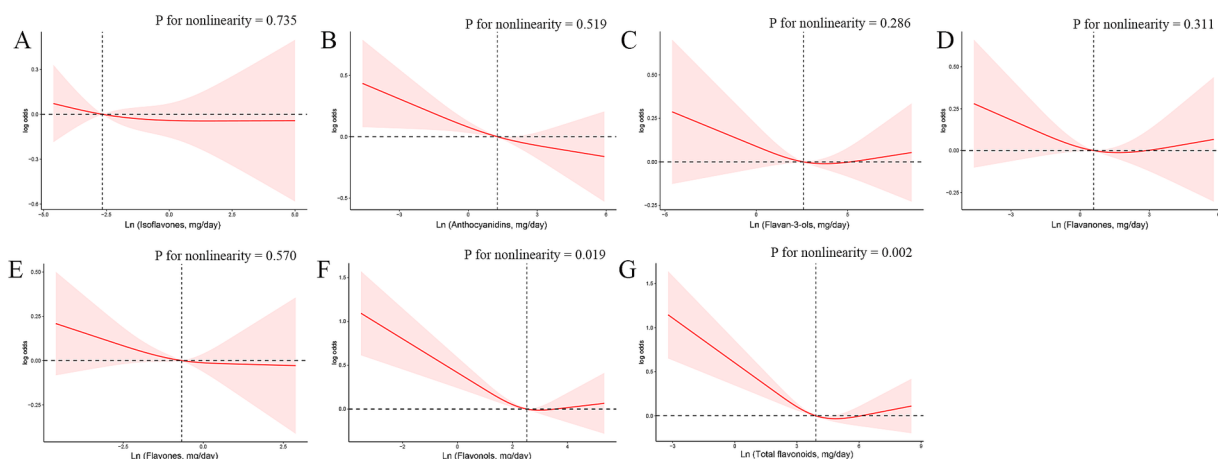 P for nonlinearity = 0.735
A
0.3
0.0
-0.3
-0.6
log odds
-5.0
-2.5
0.0
2.5
5.0
Ln (Isoflavones, mg/day)
P for nonlinearity = 0.519
B
0.5
0.0
-0.5
log odds
-3
0
3
6
Ln (Anthocyanidins, mg/day)
P for nonlinearity = 0.286
C
0.50
0.25
0.00
-0.25
log odds
-5
0
5
Ln (Flavan-3-ols, mg/day)
P for nonlinearity = 0.311
D
0.50
0.25
0.00
-0.25
log odds
-3
0
3
6
Ln (Flavanones, mg/day)
P for nonlinearity = 0.570
E
0.50
0.25
0.00
-0.25
log odds
-2.5
0.0
2.5
Ln (Flavones, mg/day)
P for nonlinearity = 0.019
F
1.5
1.0
0.5
0.0
log odds
-2
0
2
4
Ln (Flavonols, mg/day)
P for nonlinearity = 0.002
G
1.5
1.0
0.5
0.0
log odds
-3
0
3
6
9
Ln (Total flavonoids, mg/day)